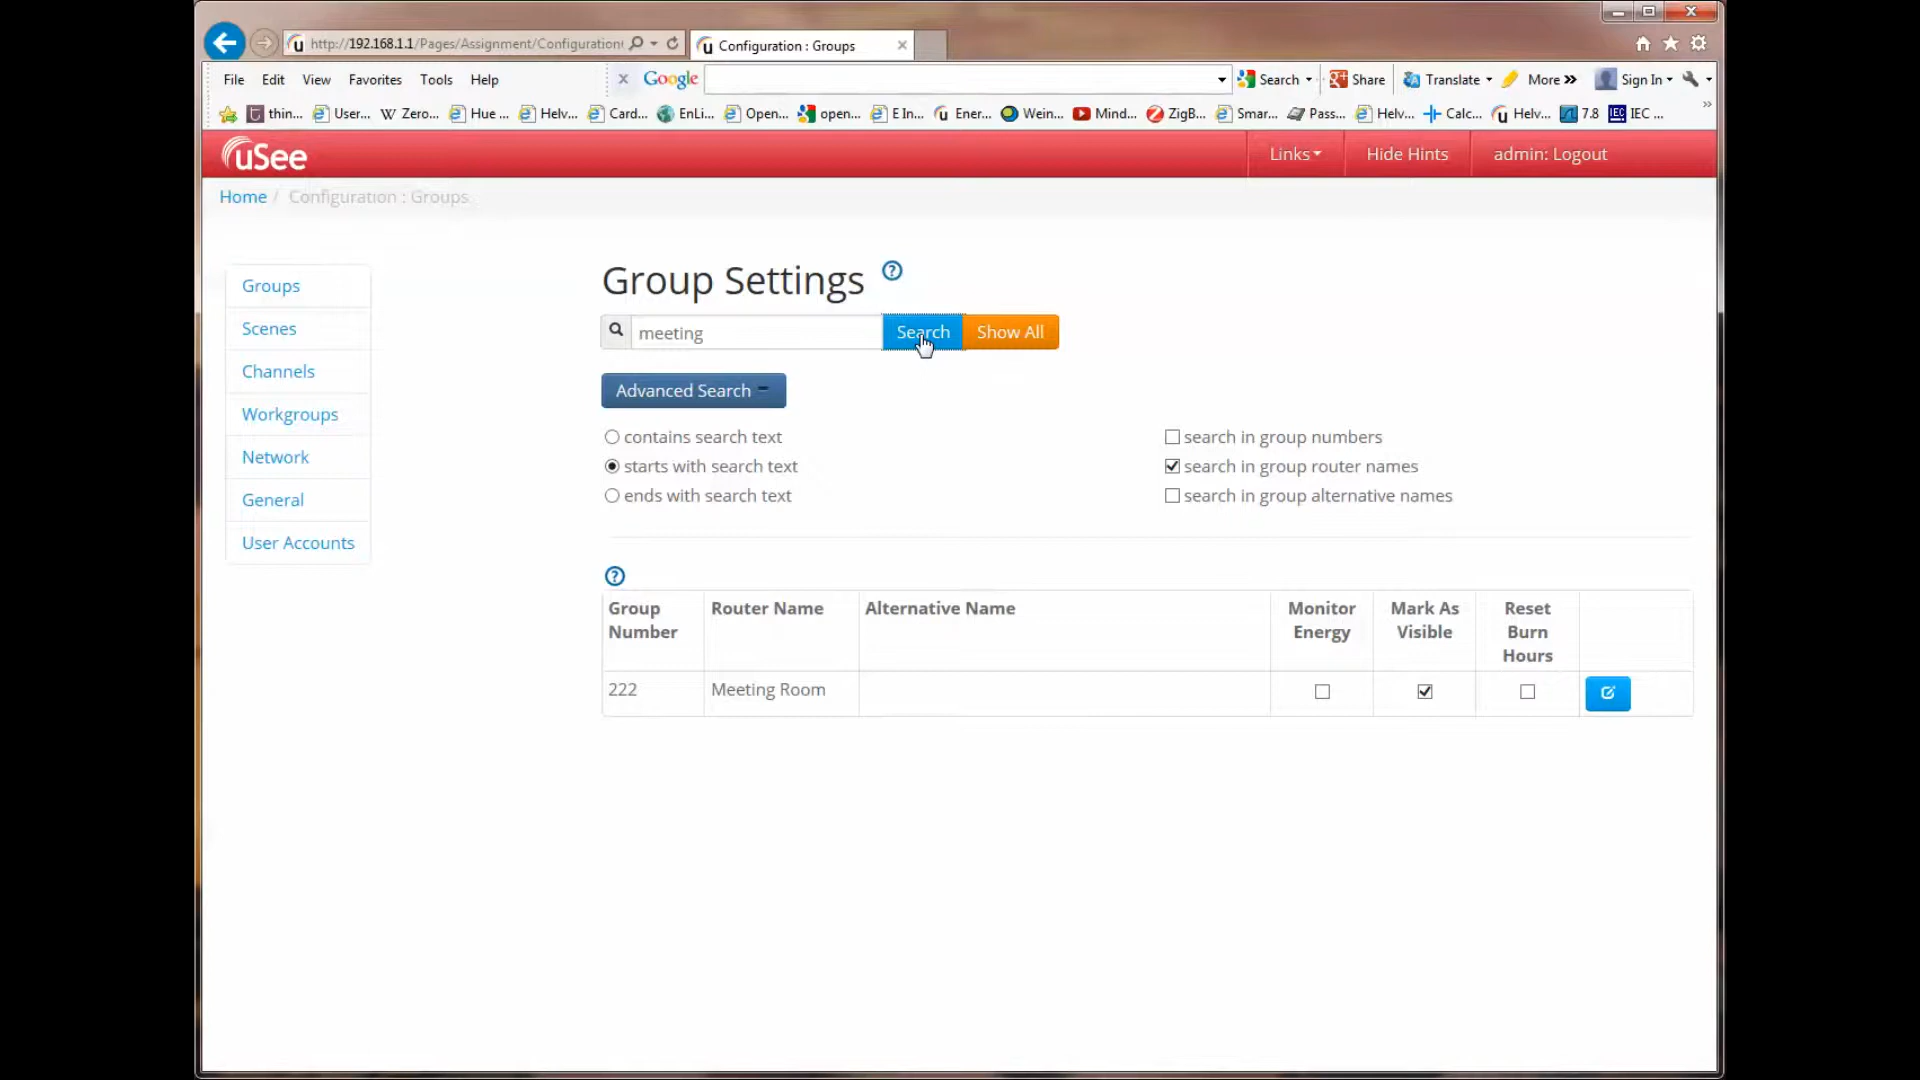 http://192.168.1.1/Pages/Assignment/Configuration
Configuration : Groups
File Edit View Favorites Tools Help
x Google Search Share Translate More » Sign In
thin... User... Zero... Hue ... Helv... Card... EnLi... Open... open... E In... Ener... Wein... Mind... ZigB... Smar... Pass... Helv... Calc... Helv... 7.8 IEC ... »
uSee Links Hide Hints admin: Logout
Home / Configuration : Groups
Groups
Scenes
Channels
Workgroups
Network
General
User Accounts
Group Settings ?
meeting Search Show All
Advanced Search −
contains search text
starts with search text
ends with search text
search in group numbers
search in group router names
search in group alternative names
?
Group Number Router Name Alternative Name Monitor Energy Mark As Visible Reset Burn Hours
222 Meeting Room